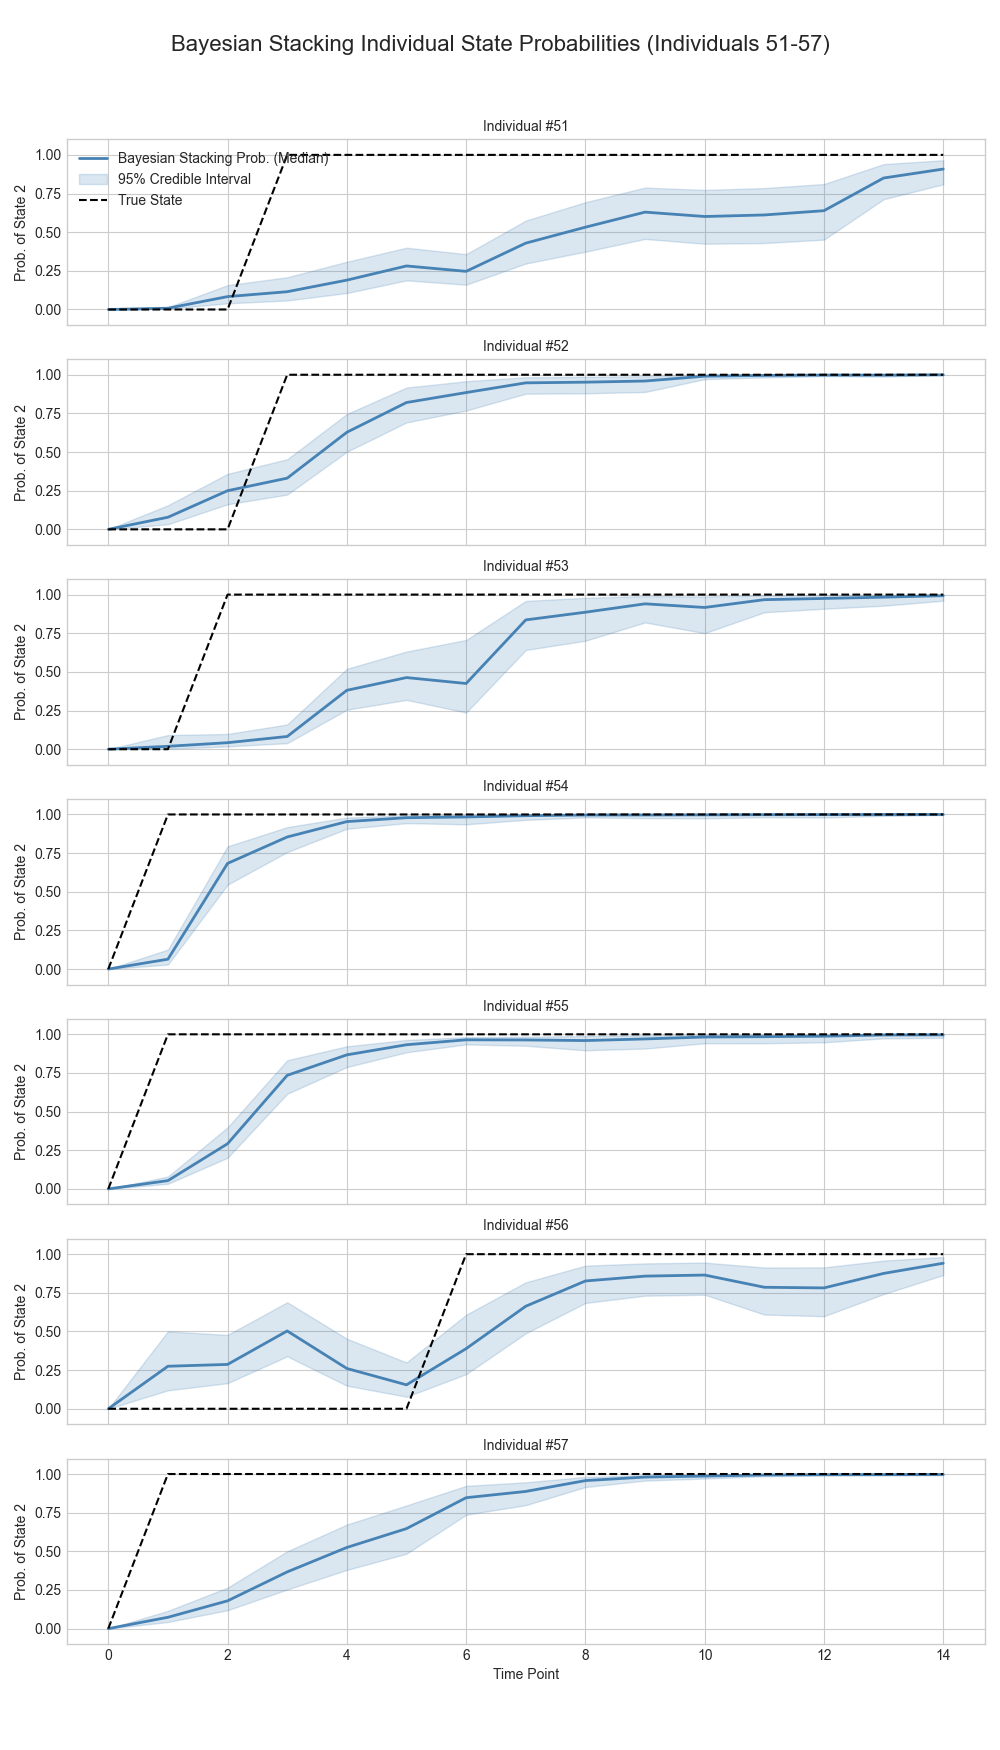 Bayesian Stacking Individual State Probabilities (Individuals 51-57)
Individual #51
Bayesian Stacking Prob. (Median)
95% Credible Interval
True State
Prob. of State 2
1.00
0.75
0.50
0.25
0.00
Individual #52
Prob. of State 2
1.00
0.75
0.50
0.25
0.00
Individual #53
Prob. of State 2
1.00
0.75
0.50
0.25
0.00
Individual #54
Prob. of State 2
1.00
0.75
0.50
0.25
0.00
Individual #55
Prob. of State 2
1.00
0.75
0.50
0.25
0.00
Individual #56
Prob. of State 2
1.00
0.75
0.50
0.25
0.00
Individual #57
Prob. of State 2
1.00
0.75
0.50
0.25
0.00
0 2 4 6 8 10 12 14
Time Point